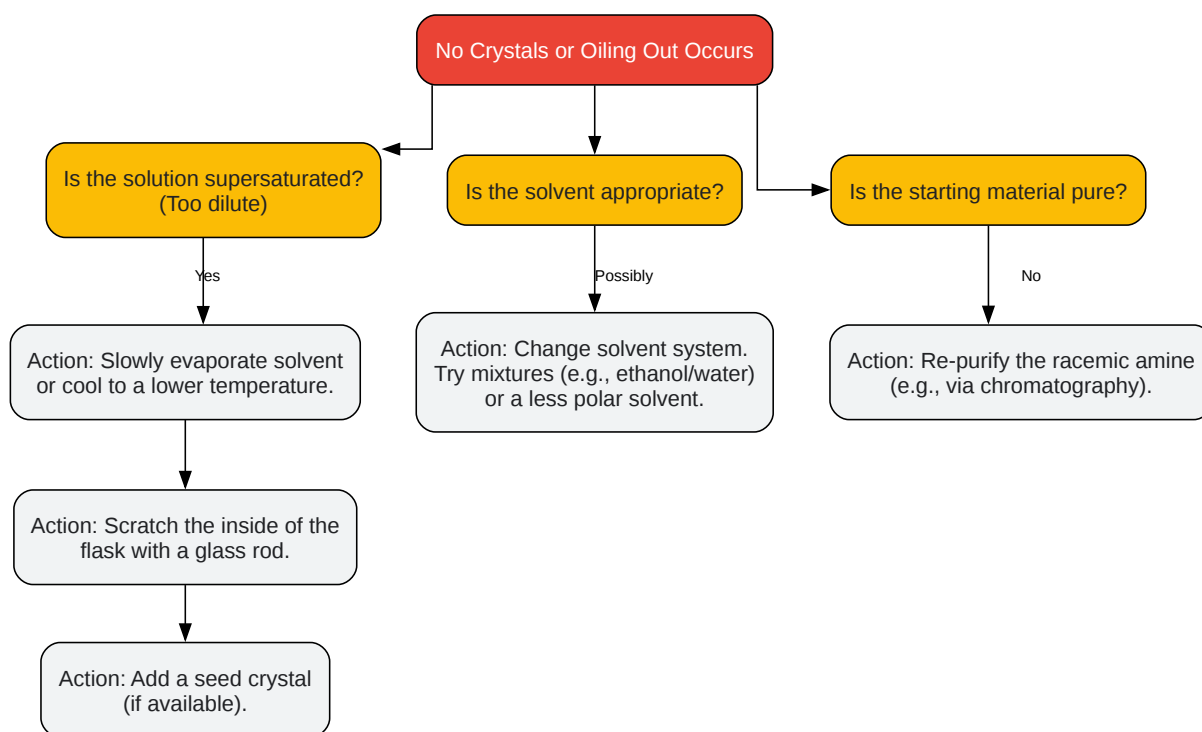 No Crystals or Oiling Out Occurs
Is the solution supersaturated?
(Too dilute)
Is the solvent appropriate?
Is the starting material pure?
Yes
Possibly
No
Action: Slowly evaporate solvent
or cool to a lower temperature.
Action: Change solvent system.
Try mixtures (e.g., ethanol/water)
or a less polar solvent.
Action: Re-purify the racemic amine
(e.g., via chromatography).
Action: Scratch the inside of the
flask with a glass rod.
Action: Add a seed crystal
(if available).